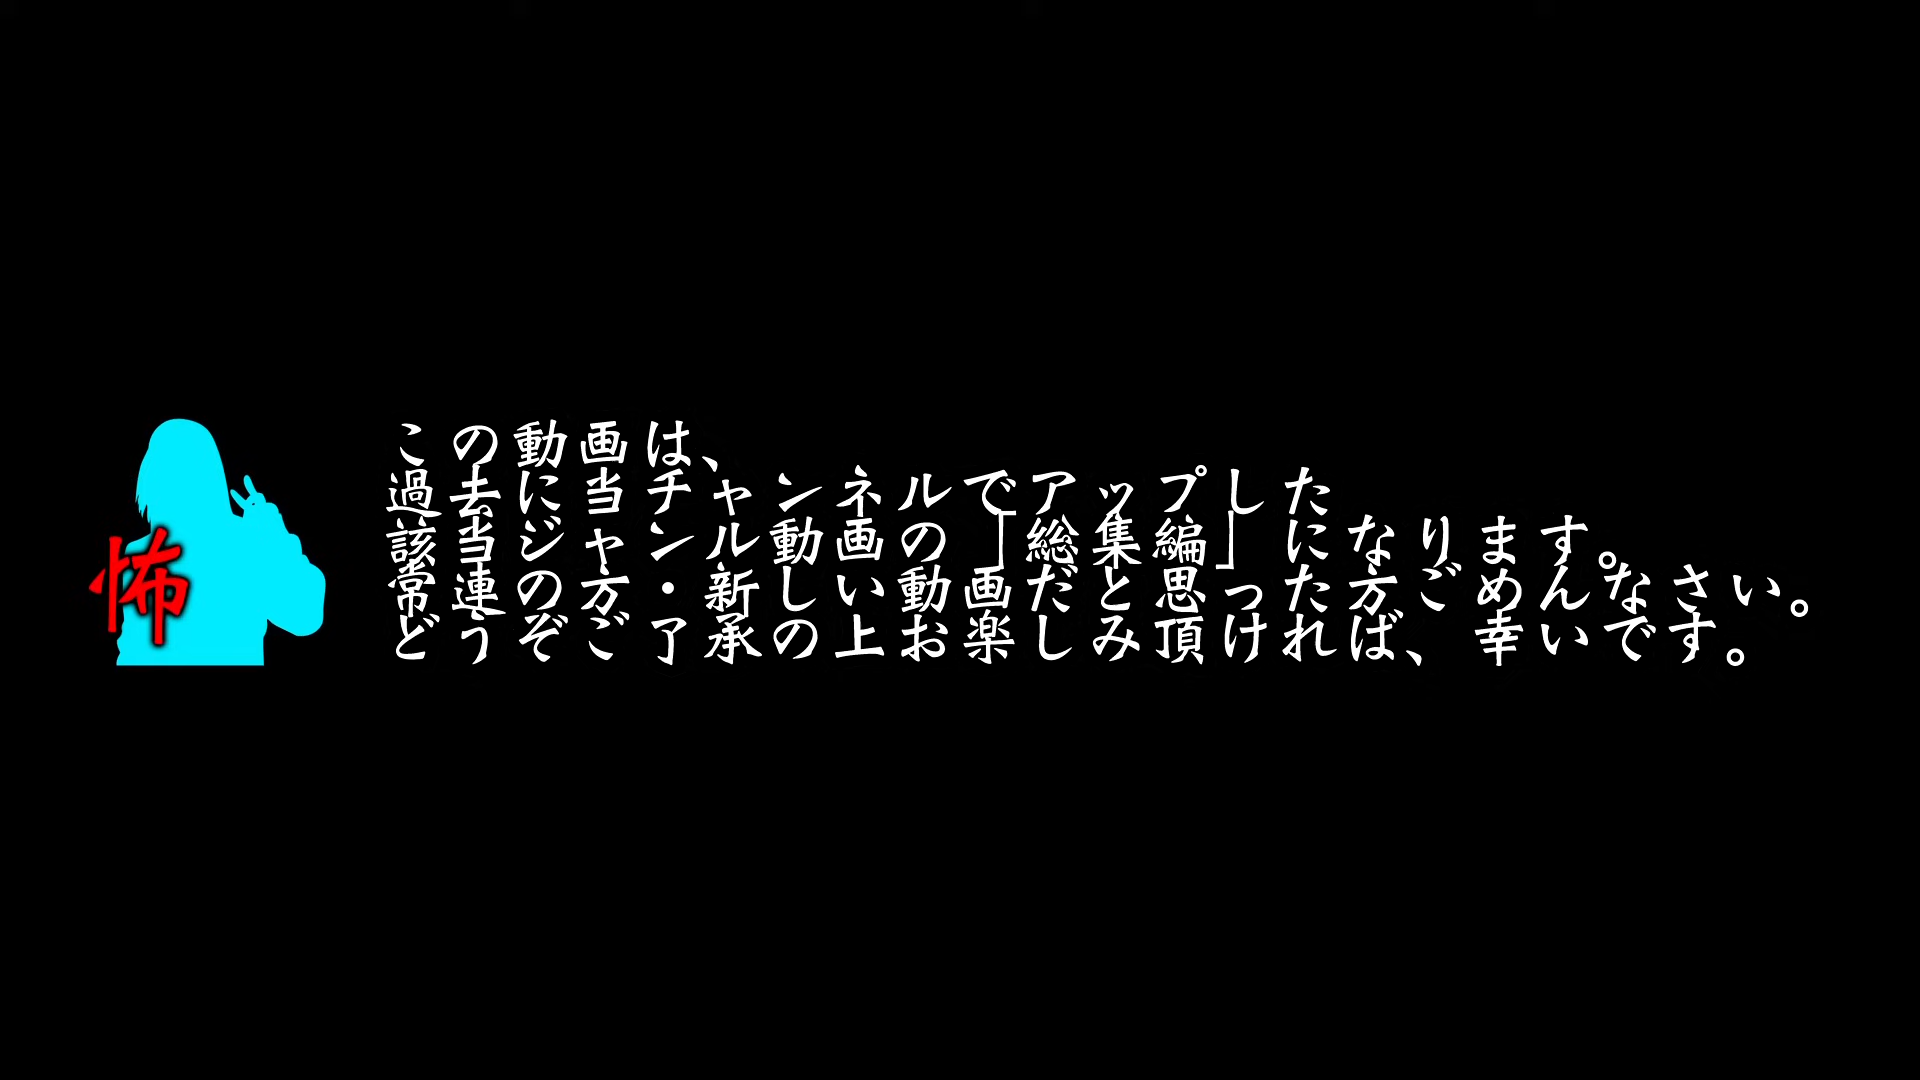 怖
この動画は、
過去に当チャンネルでアップした
該当ジャンル動画の「総集編」になります。
常連の方・新しい動画だと思った方ごめんなさい。
どうぞご了承の上お楽しみ頂ければ、幸いです。